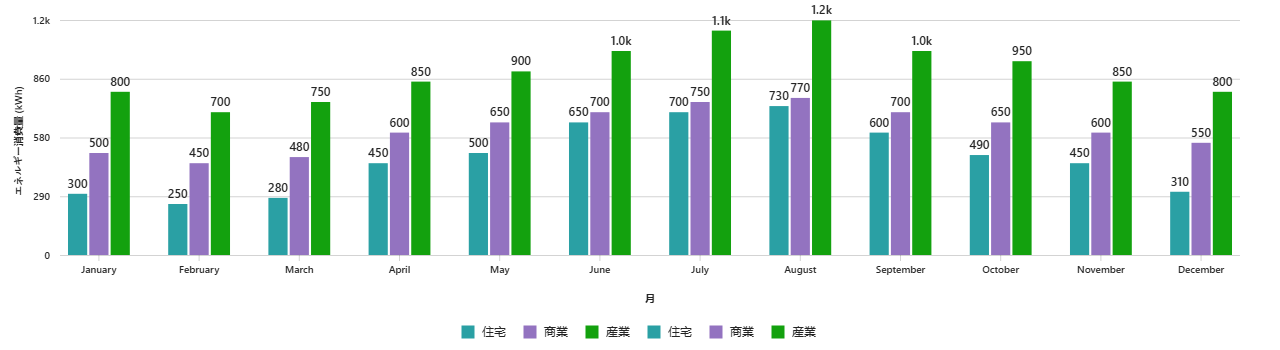 エネルギー消費量 (kWh)
1.2k
860
580
290
0
300 500 800
250 450 700
280 480 750
450 600 850
500 650 900
650 700 1.0k
700 750 1.1k
730 770 1.2k
600 700 1.0k
490 650 950
450 600 850
310 550 800
January February March April May June July August September October November December
月
住宅 商業 産業 住宅 商業 産業